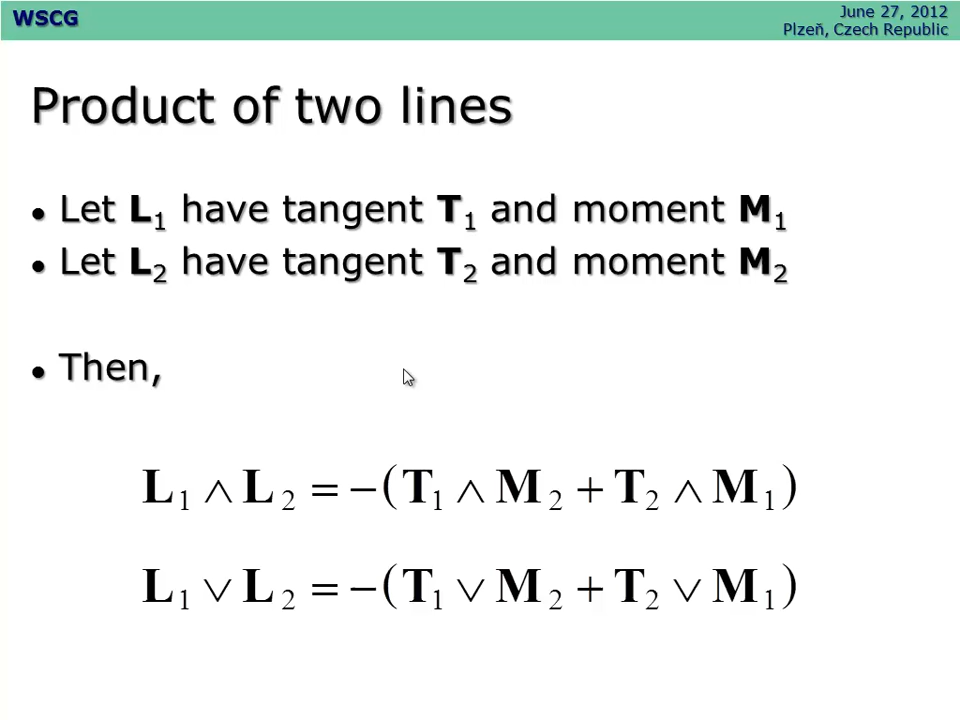 WSCG
June 27, 2012
Plzeň, Czech Republic
Product of two lines
• Let L₁ have tangent T₁ and moment M₁
• Let L₂ have tangent T₂ and moment M₂
• Then,
L₁ ∧ L₂ = −(T₁ ∧ M₂ + T₂ ∧ M₁)
L₁ ∨ L₂ = −(T₁ ∨ M₂ + T₂ ∨ M₁)